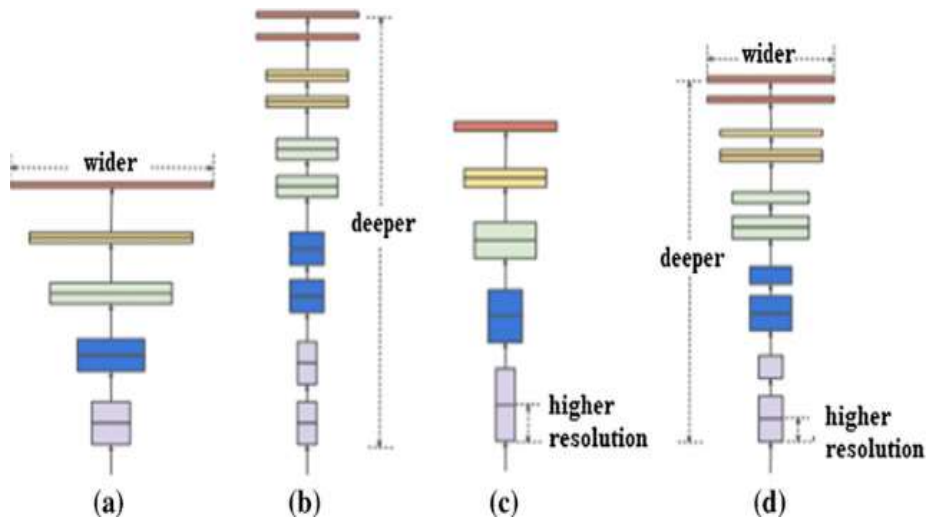 wider
deeper
higher
resolution
wider
deeper
higher
resolution
(a)
(b)
(c)
(d)